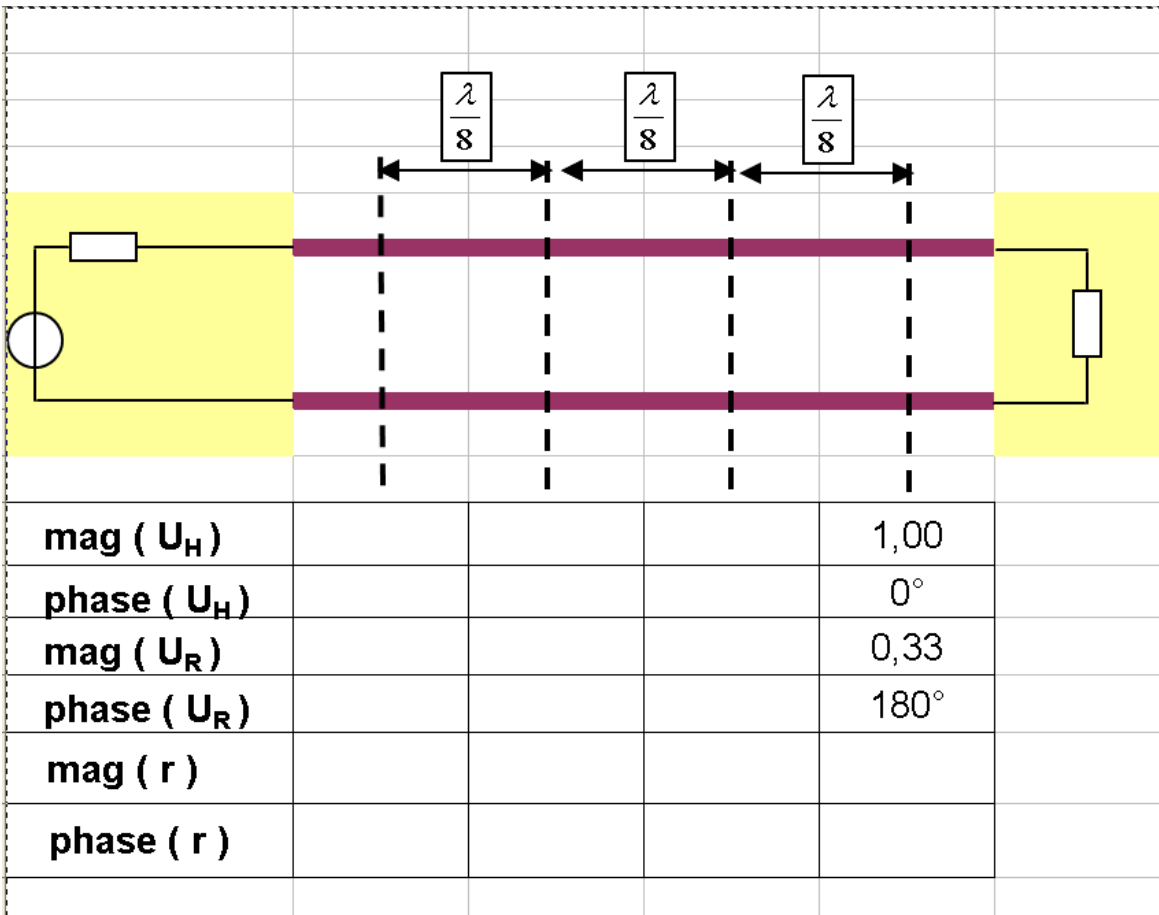 λ/8 λ/8 λ/8
mag ( U_H ) 1,00
phase ( U_H ) 0°
mag ( U_R ) 0,33
phase ( U_R ) 180°
mag ( r )
phase ( r )